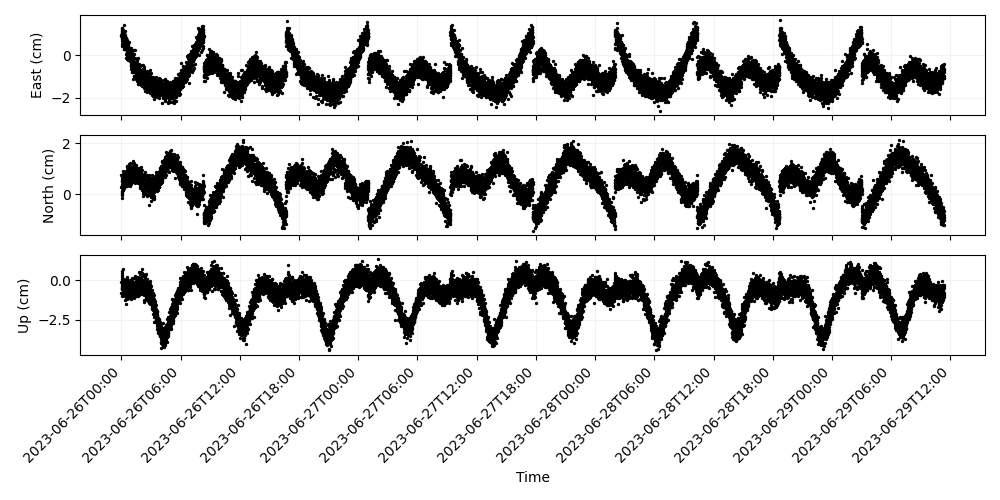 East (cm)
0
−2
North (cm)
2
0
Up (cm)
0.0
−2.5
2023-06-26T00:00
2023-06-26T06:00
2023-06-26T12:00
2023-06-26T18:00
2023-06-27T00:00
2023-06-27T06:00
2023-06-27T12:00
2023-06-27T18:00
2023-06-28T00:00
2023-06-28T06:00
2023-06-28T12:00
2023-06-28T18:00
2023-06-29T00:00
2023-06-29T06:00
2023-06-29T12:00
Time